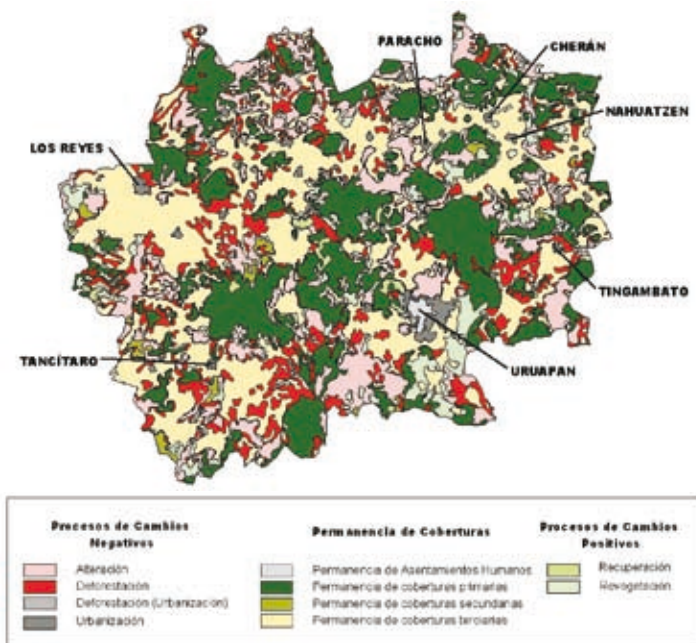 PARACHO
CHERÁN
NAHUATZEN
LOS REYES
TINGAMBATO
TANCÍTARO
URUAPAN
Procesos de Cambios
Negativos
Alteración
Deforestación
Deforestación (Urbanización)
Urbanización
Permanencia de Coberturas
Permanencia de Asentamientos Humanos
Permanencia de coberturas primarias
Permanencia de coberturas secundarias
Permanencia de coberturas terciarias
Procesos de Cambios
Positivos
Recuperación
Revegetación